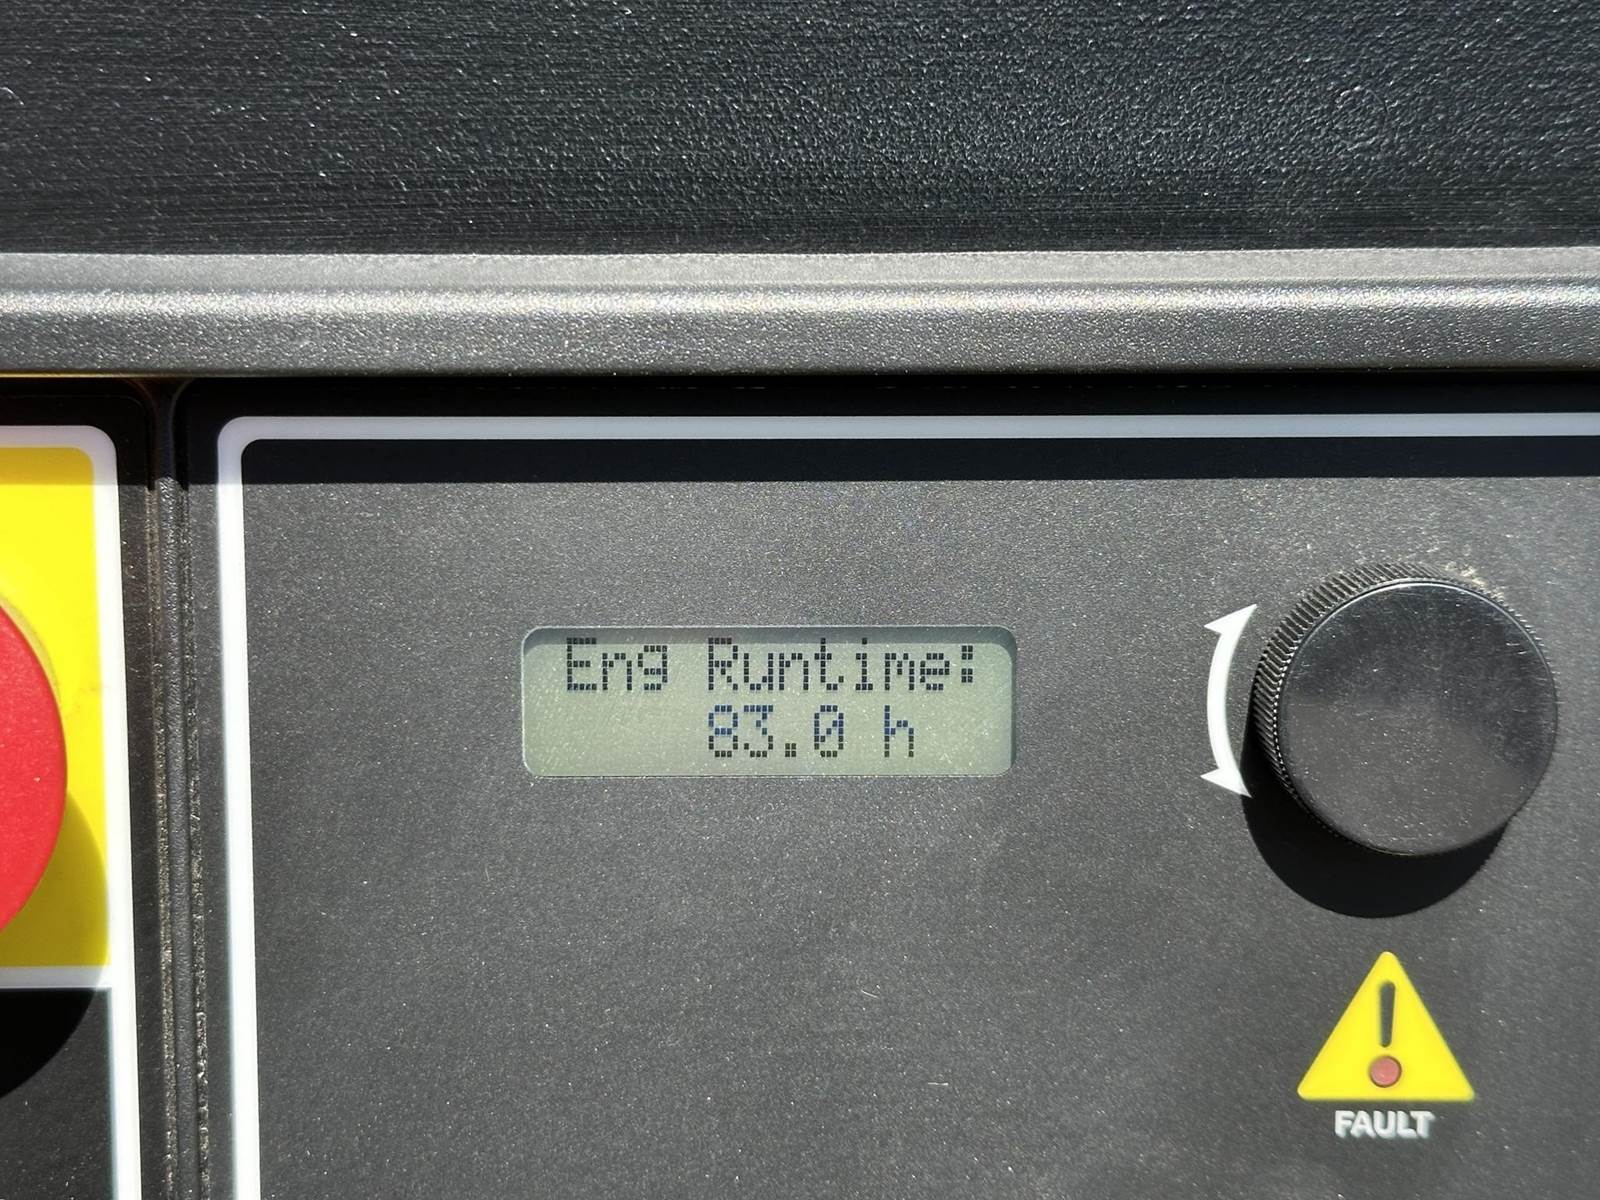 Eng Runtime:
83.0 h
!
FAULT